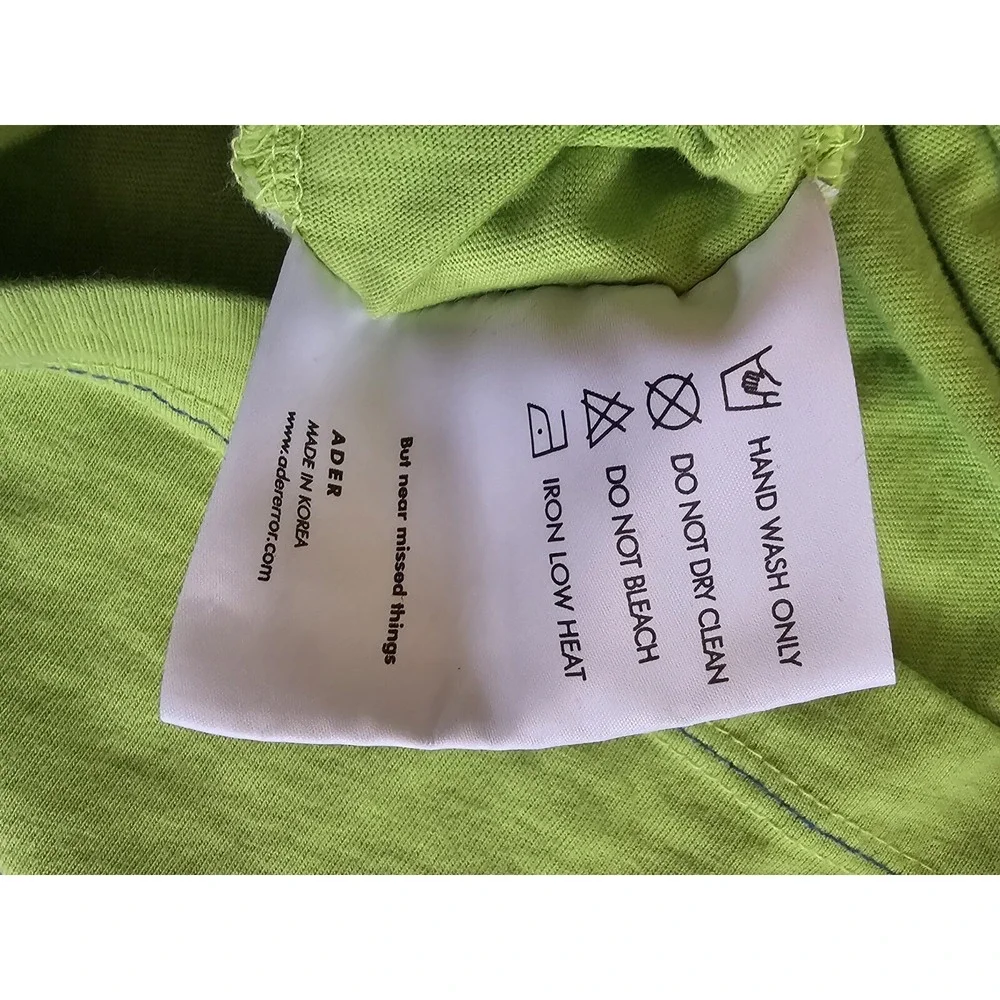 HAND WASH ONLY
DO NOT DRY CLEAN
DO NOT BLEACH
IRON LOW HEAT
But near missed things
ADER
MADE IN KOREA
www.adererror.com